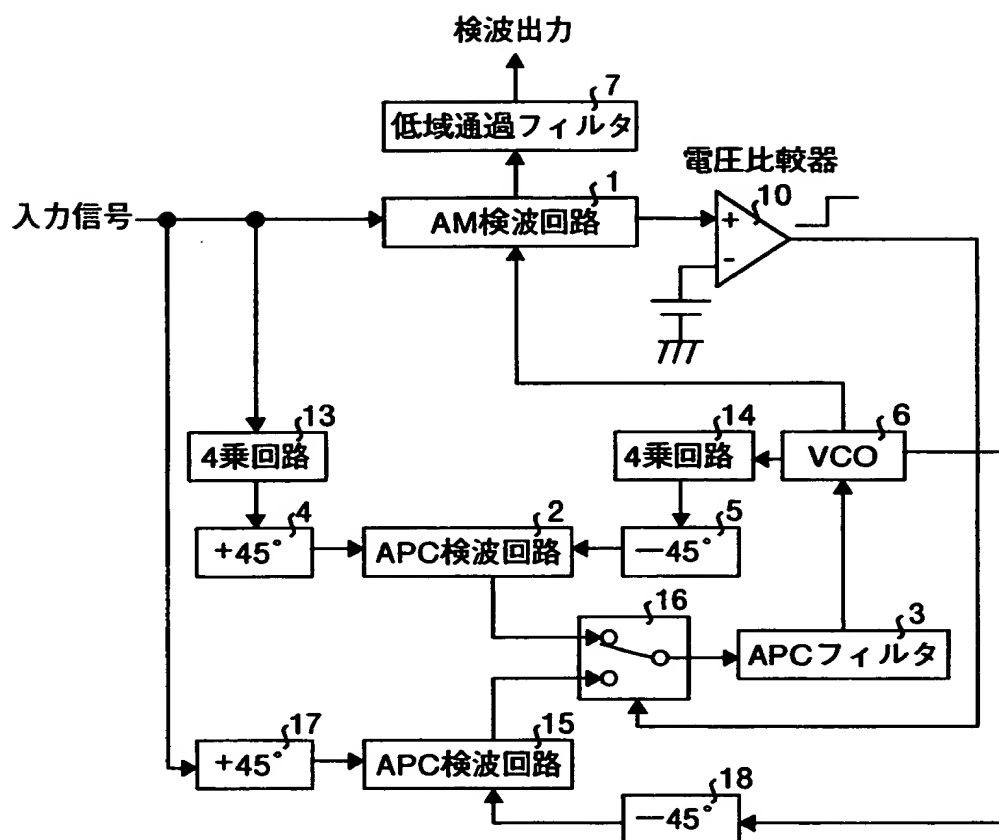 検波出力
7
低域通過フィルタ
電圧比較器
入力信号
1
AM検波回路
10
+
-
13
4乗回路
14
4乗回路
6
VCO
4
+45°
2
APC検波回路
5
−45°
16
3
APCフィルタ
17
+45°
15
APC検波回路
18
−45°